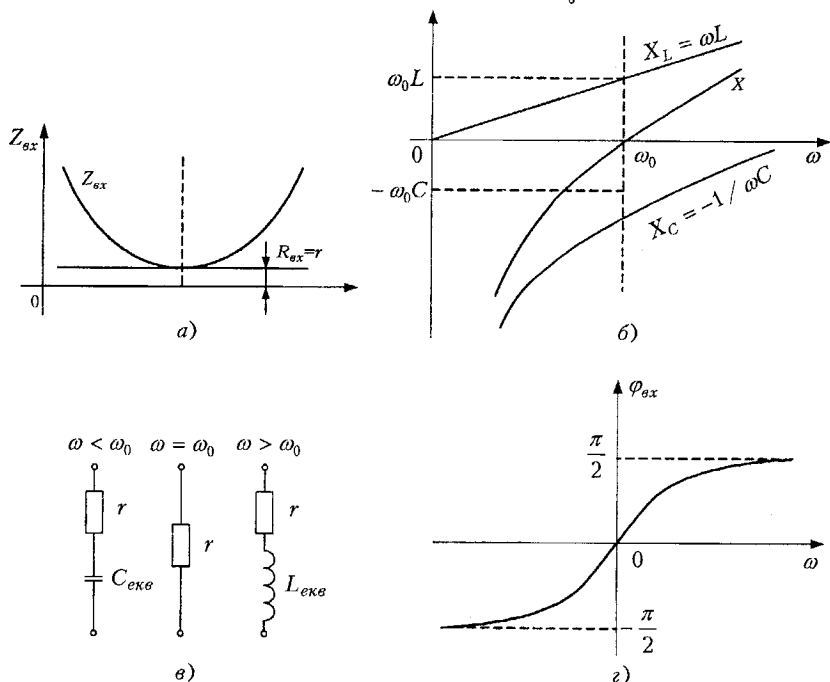 Z_вх
Z_вх
R_вх=r
0
а)
X_L = ωL
ω₀L
X
0
ω₀
ω
−ω₀C
X_C = −1 / ωC
б)
ω < ω₀ ω = ω₀ ω > ω₀
r
r
r
C_екв
L_екв
в)
φ_вх
π/2
0
ω
− π/2
г)